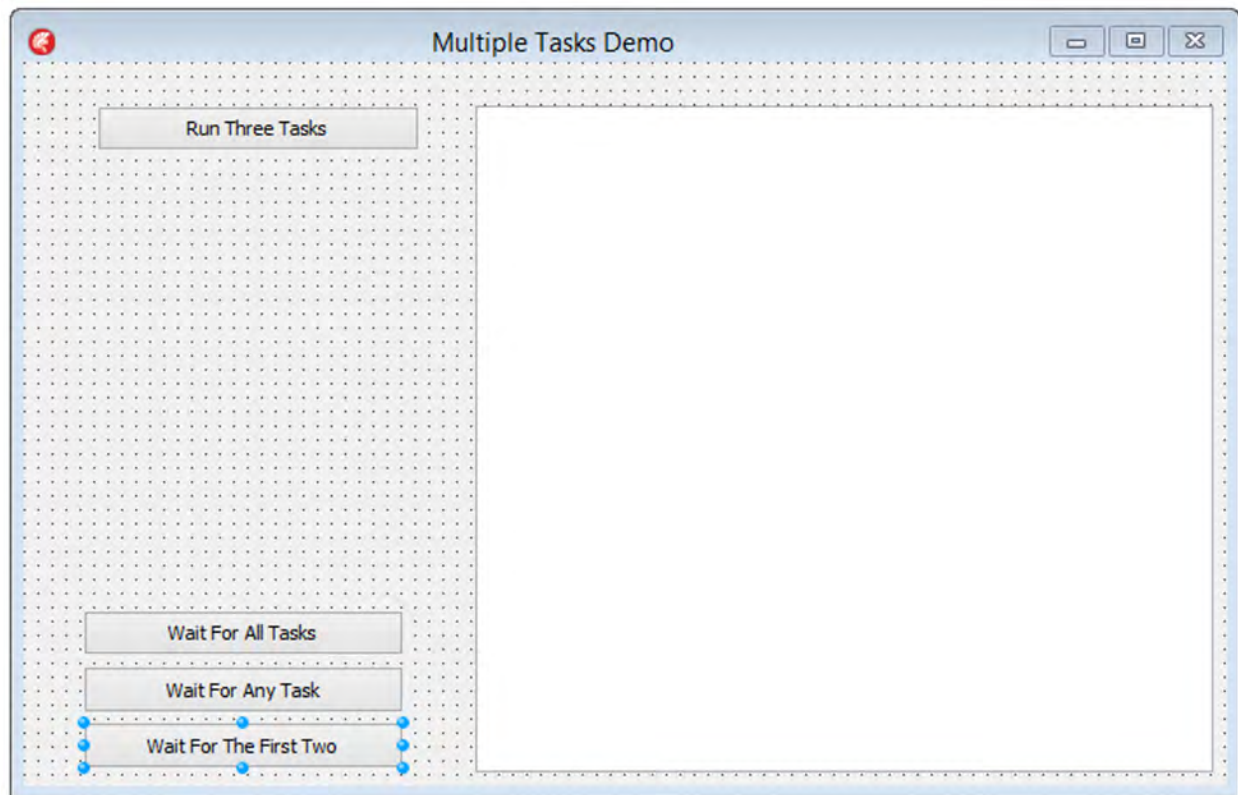 Multiple Tasks Demo
Run Three Tasks
Wait For All Tasks
Wait For Any Task
Wait For The First Two